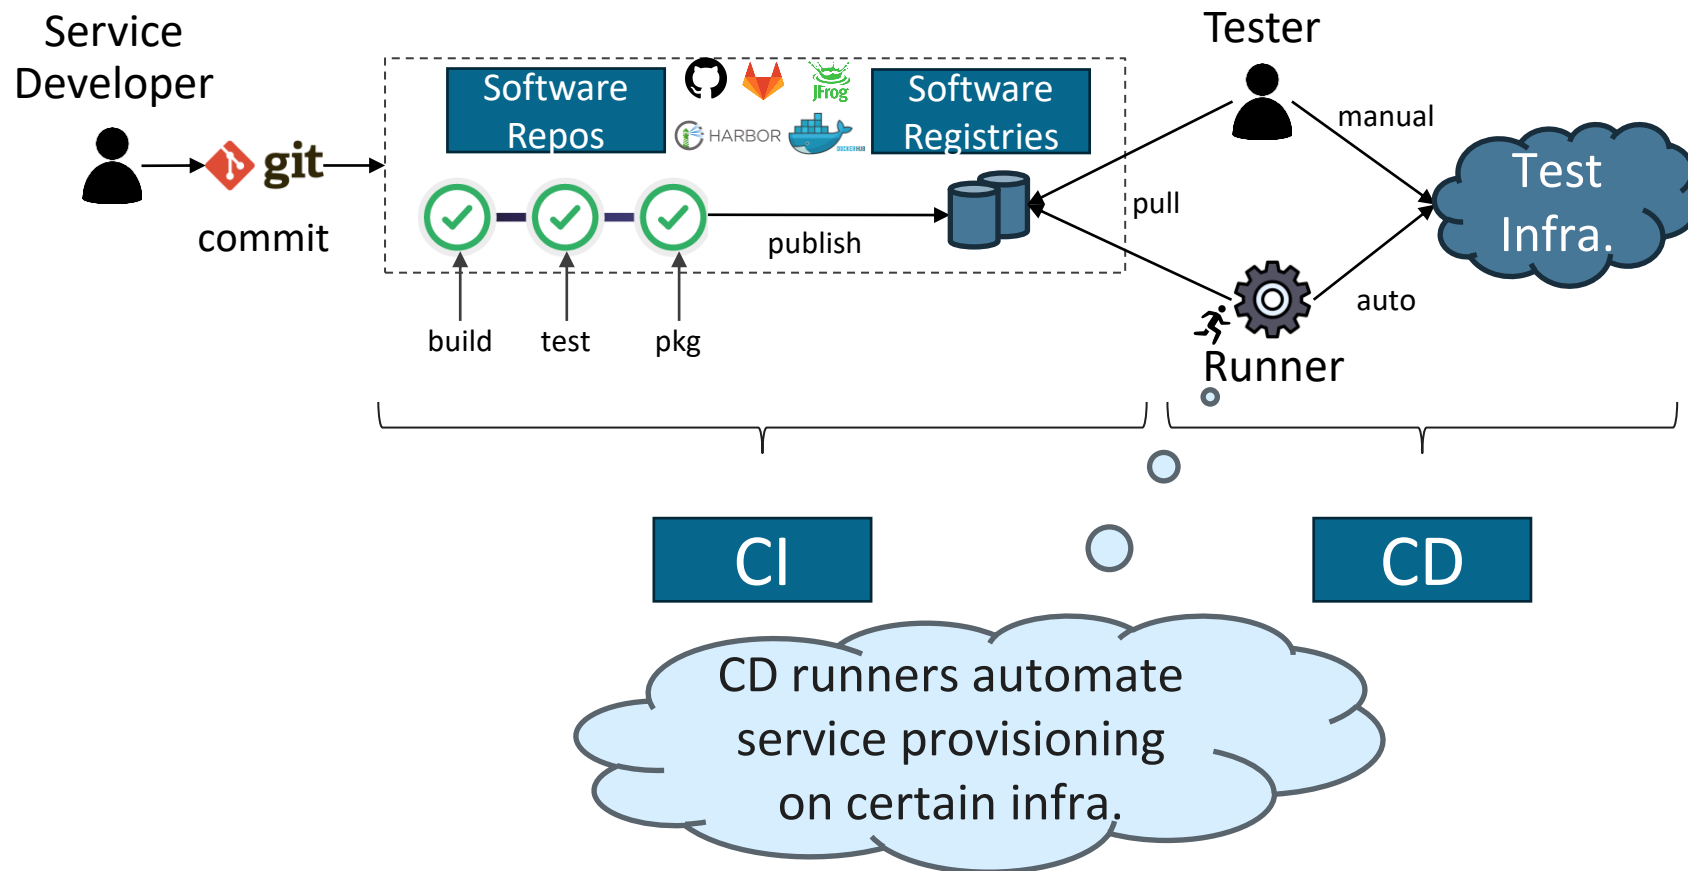 Service
Developer
git
commit
Software
Repos
JFrog
HARBOR
DOCKERHUB
Software
Registries
publish
build
test
pkg
Tester
manual
pull
auto
Runner
Test
Infra.
CI
CD
CD runners automate
service provisioning
on certain infra.